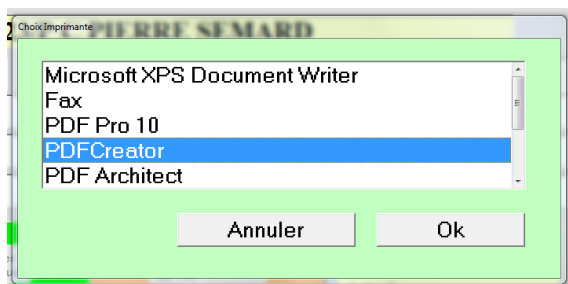 PIERRE SEMARD
Choix Imprimante
Microsoft XPS Document Writer
Fax
PDF Pro 10
PDFCreator
PDF Architect
Annuler
Ok